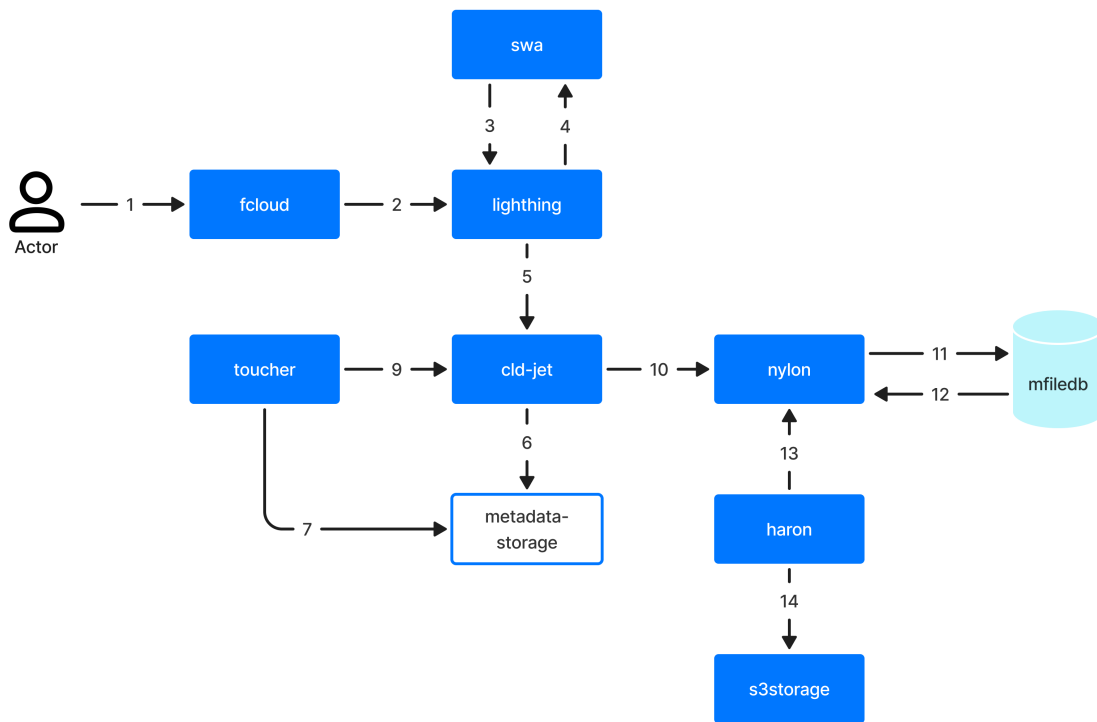 swa
3
4
1
fcloud
2
lighthing
Actor
5
toucher
9
cld-jet
10
nylon
11
12
mfiledb
6
13
7
metadata-
storage
haron
14
s3storage